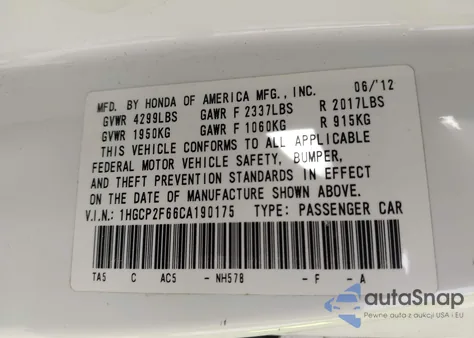 MFD. BY HONDA OF AMERICA MFG., INC. 06/'12
GVWR 4299LBS GAWR F 2337LBS R 2017LBS
GVWR 1950KG GAWR F 1060KG R 915KG
THIS VEHICLE CONFORMS TO ALL APPLICABLE
FEDERAL MOTOR VEHICLE SAFETY, BUMPER,
AND THEFT PREVENTION STANDARDS IN EFFECT
ON THE DATE OF MANUFACTURE SHOWN ABOVE.
V.I.N.: 1HGCP2F66CA190175 TYPE: PASSENGER CAR
TA5 C AC5 -NH578 -F -A
autoSnap
Pewne auta z aukcji USA i EU